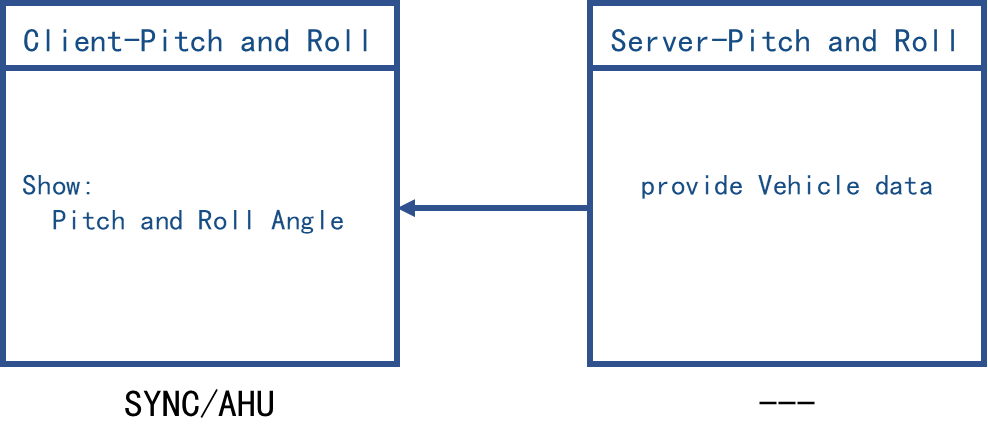 Client-Pitch and Roll
Show:
Pitch and Roll Angle
SYNC/AHU
Server-Pitch and Roll
provide Vehicle data
---